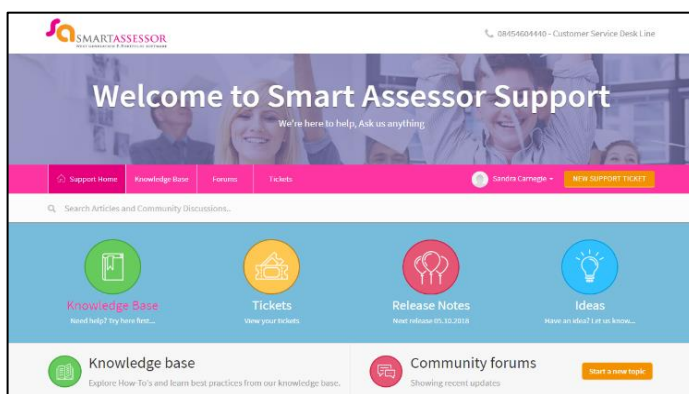 SMARTASSESSOR
NEXT GENERATION E-PORTFOLIO SOFTWARE
08454604440 - Customer Service Desk Line
Welcome to Smart Assessor Support
We're here to help, Ask us anything
Support Home Knowledge Base Forums Tickets Sandra Carnegie NEW SUPPORT TICKET
Search Articles and Community Discussions..
Knowledge Base Tickets Release Notes Ideas
Need help? Try here first... View your tickets Next release 05.10.2018 Have an idea? Let us know...
Knowledge base Community forums
Explore How-To's and learn best practices from our knowledge base. Showing recent updates Start a new topic